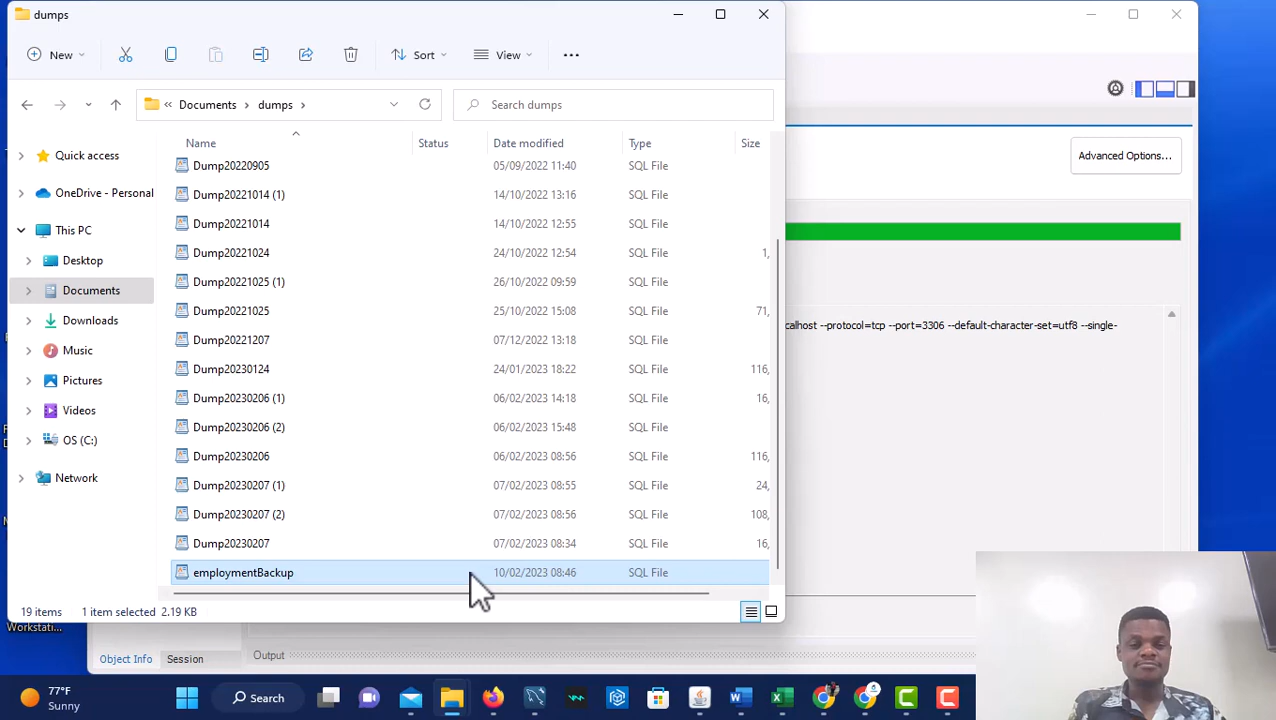 dumps
New
Sort
View
Documents
dumps
Search dumps
Name
Status
Date modified
Type
Size
Quick access
OneDrive - Personal
This PC
Desktop
Documents
Downloads
Music
Pictures
Videos
OS (C:)
Network
Dump20220905 05/09/2022 11:40 SQL File
Dump20221014 (1) 14/10/2022 13:16 SQL File
Dump20221014 14/10/2022 12:55 SQL File
Dump20221024 24/10/2022 12:54 SQL File 1,
Dump20221025 (1) 26/10/2022 09:59 SQL File
Dump20221025 25/10/2022 15:08 SQL File 71,
Dump20221207 07/12/2022 13:18 SQL File
Dump20230124 24/01/2023 18:22 SQL File 116,
Dump20230206 (1) 06/02/2023 14:18 SQL File 16,
Dump20230206 (2) 06/02/2023 15:48 SQL File
Dump20230206 06/02/2023 08:56 SQL File 116,
Dump20230207 (1) 07/02/2023 08:55 SQL File 24,
Dump20230207 (2) 07/02/2023 08:56 SQL File 108,
Dump20230207 07/02/2023 08:34 SQL File 16,
employmentBackup 10/02/2023 08:46 SQL File
19 items 1 item selected 2.19 KB
Advanced Options...
calhost --protocol=tcp --port=3306 --default-character-set=utf8 --single-
Workstati...
Object Info
Session
Output
77°F
Sunny
Search